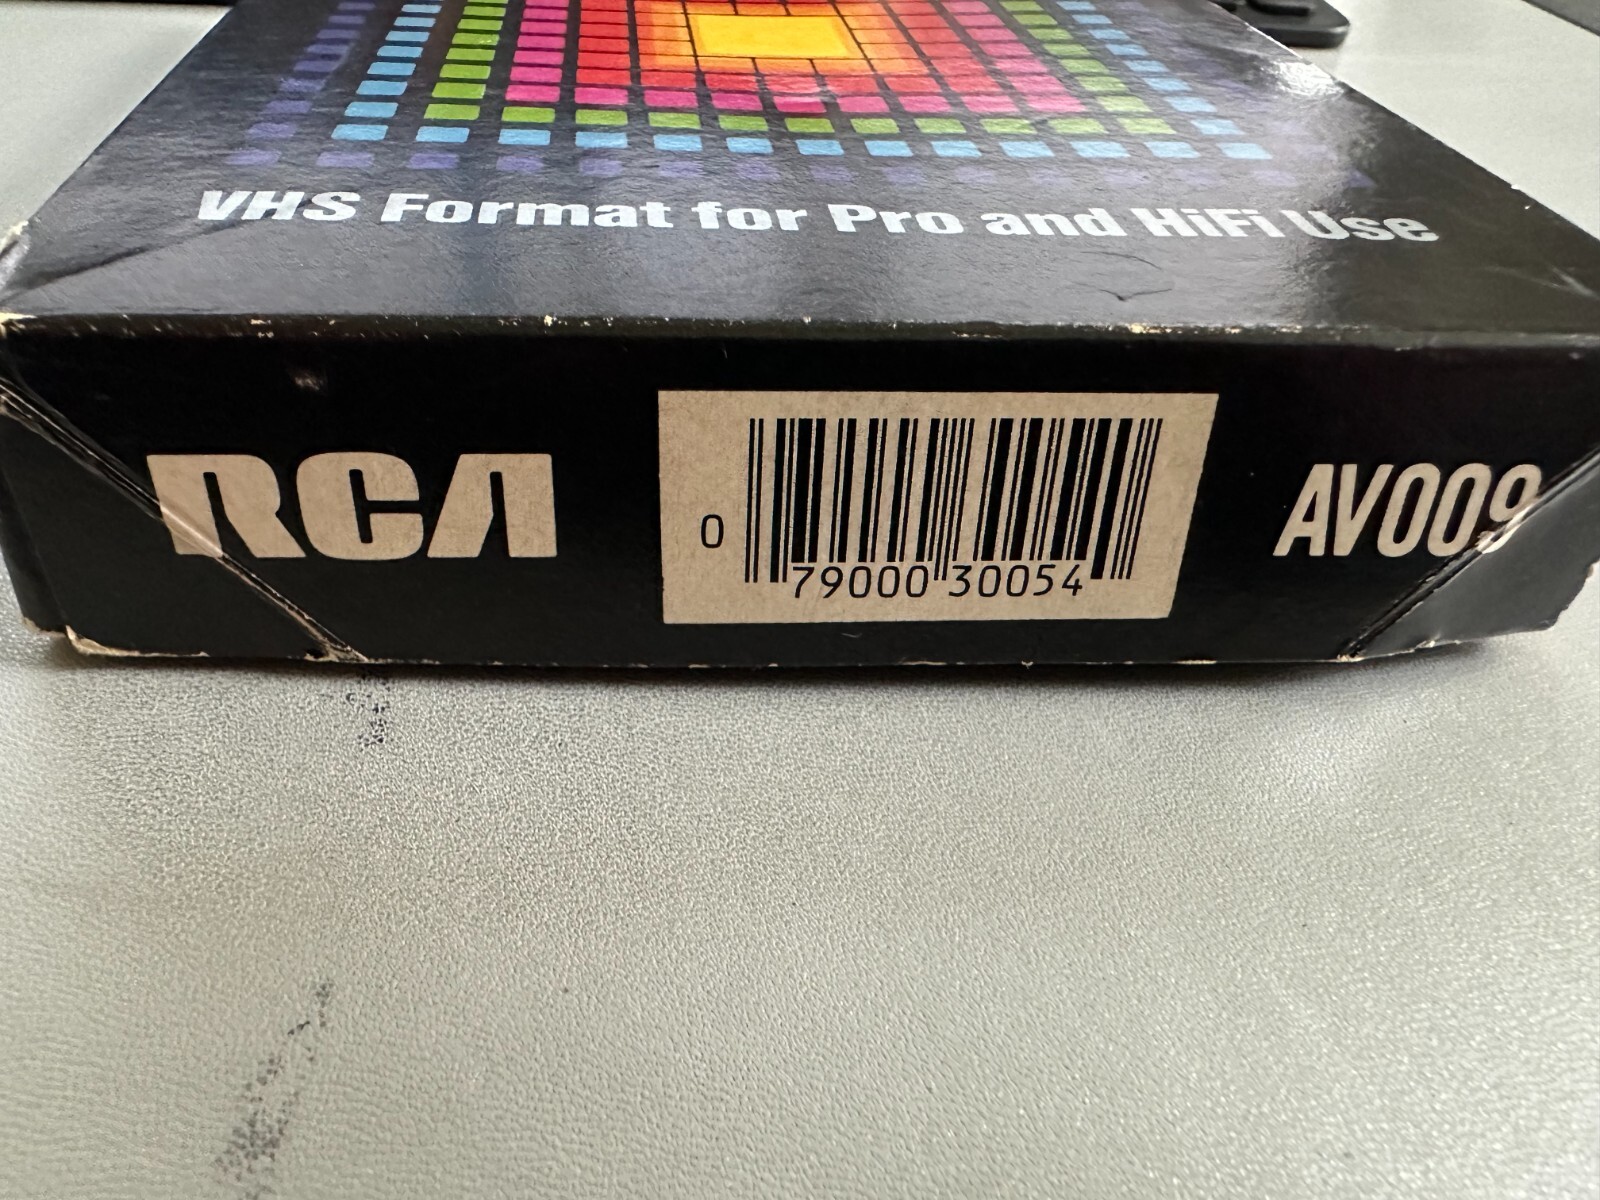 VHS Format for Pro and HiFi Use
RCA
0 79000 30054
AV009